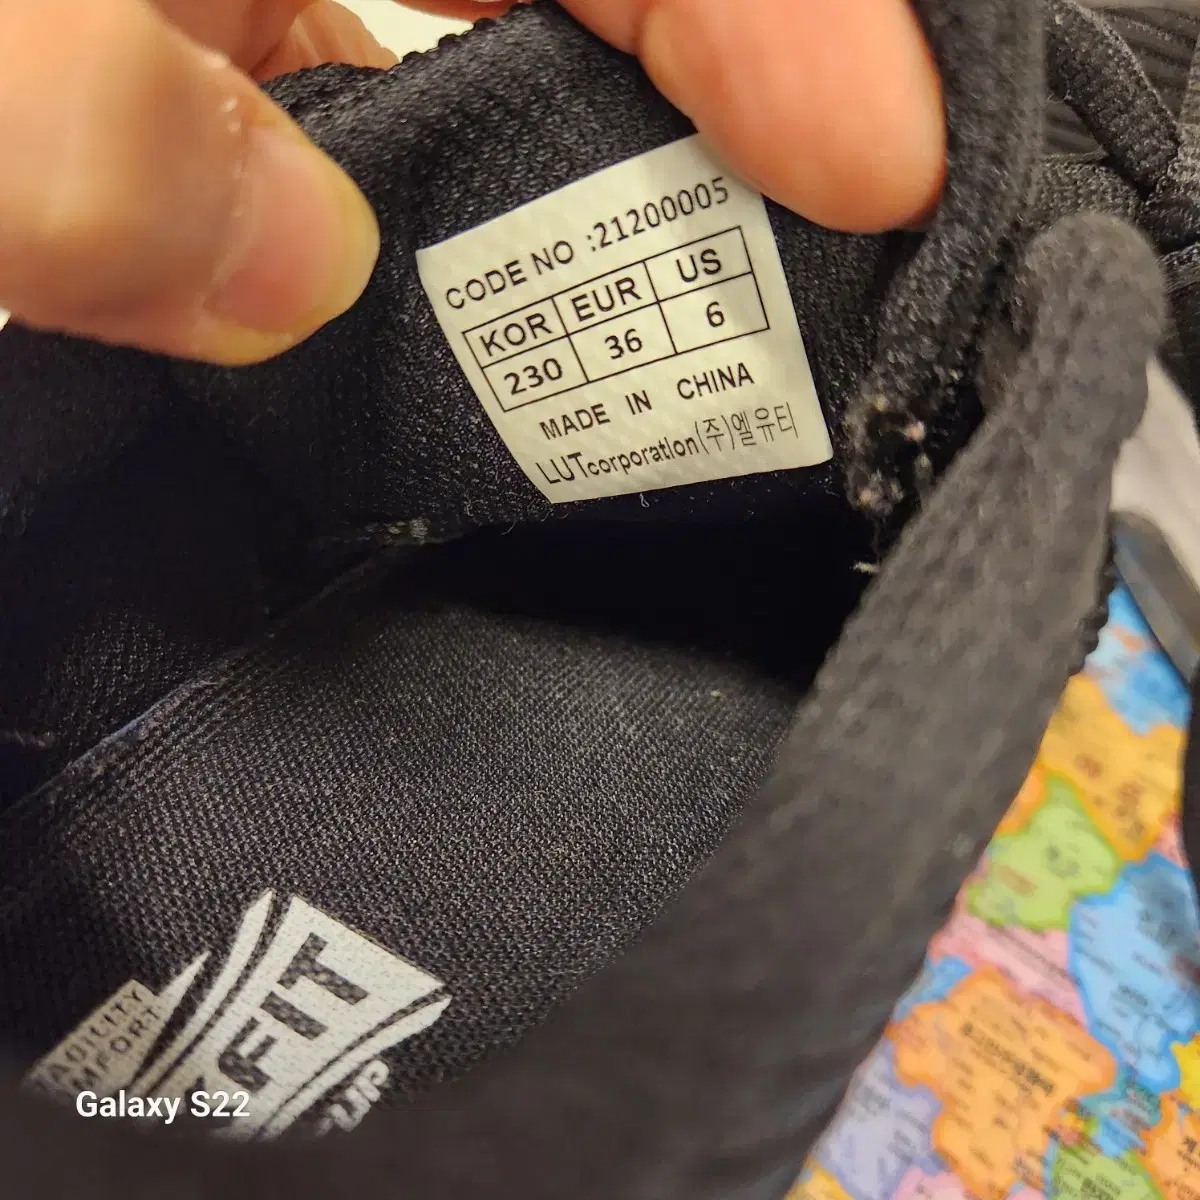 CODE NO :21200005
KOR EUR US
230 36 6
MADE IN CHINA
LUTcorporation(주)엘유티
AGILITY
FIT
Galaxy S22